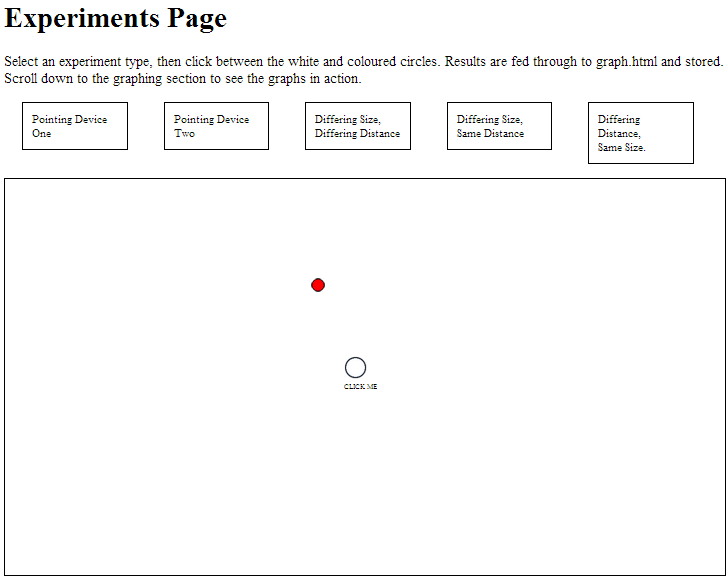 Experiments Page
Select an experiment type, then click between the white and coloured circles. Results are fed through to graph.html and stored.
Scroll down to the graphing section to see the graphs in action.
Pointing Device
One
Pointing Device
Two
Differing Size,
Differing Distance
Differing Size,
Same Distance
Differing
Distance,
Same Size.
CLICK ME